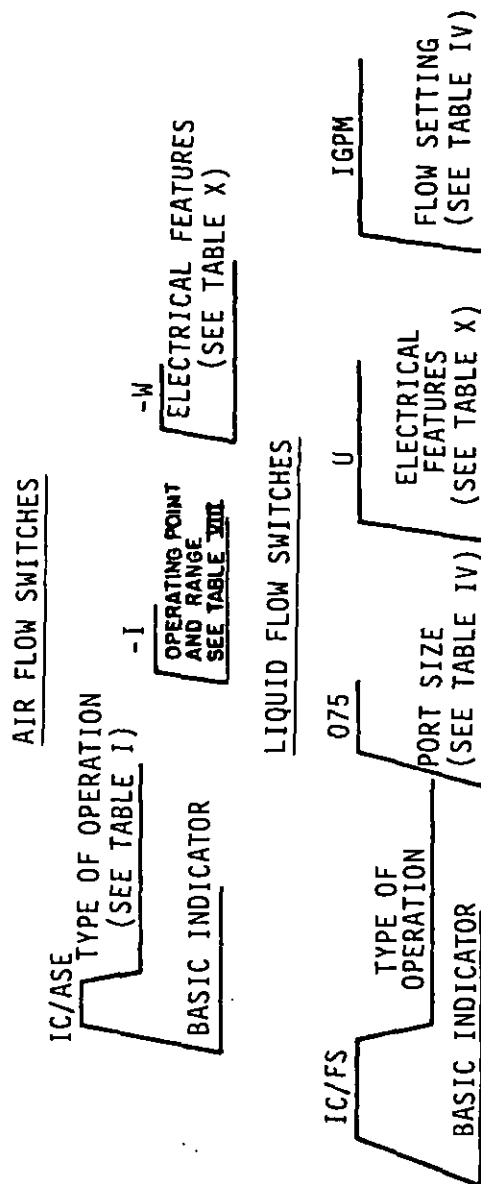 AIR FLOW SWITCHES
IC/ASE -I -W
TYPE OF OPERATION
(SEE TABLE I)
BASIC INDICATOR
OPERATING POINT
AND RANGE
SEE TABLE VIII
ELECTRICAL FEATURES
(SEE TABLE X)
LIQUID FLOW SWITCHES
IC/FS 075 U IGPM
TYPE OF
OPERATION
BASIC INDICATOR
PORT SIZE
(SEE TABLE IV)
ELECTRICAL
FEATURES
(SEE TABLE X)
FLOW SETTING
(SEE TABLE IV)